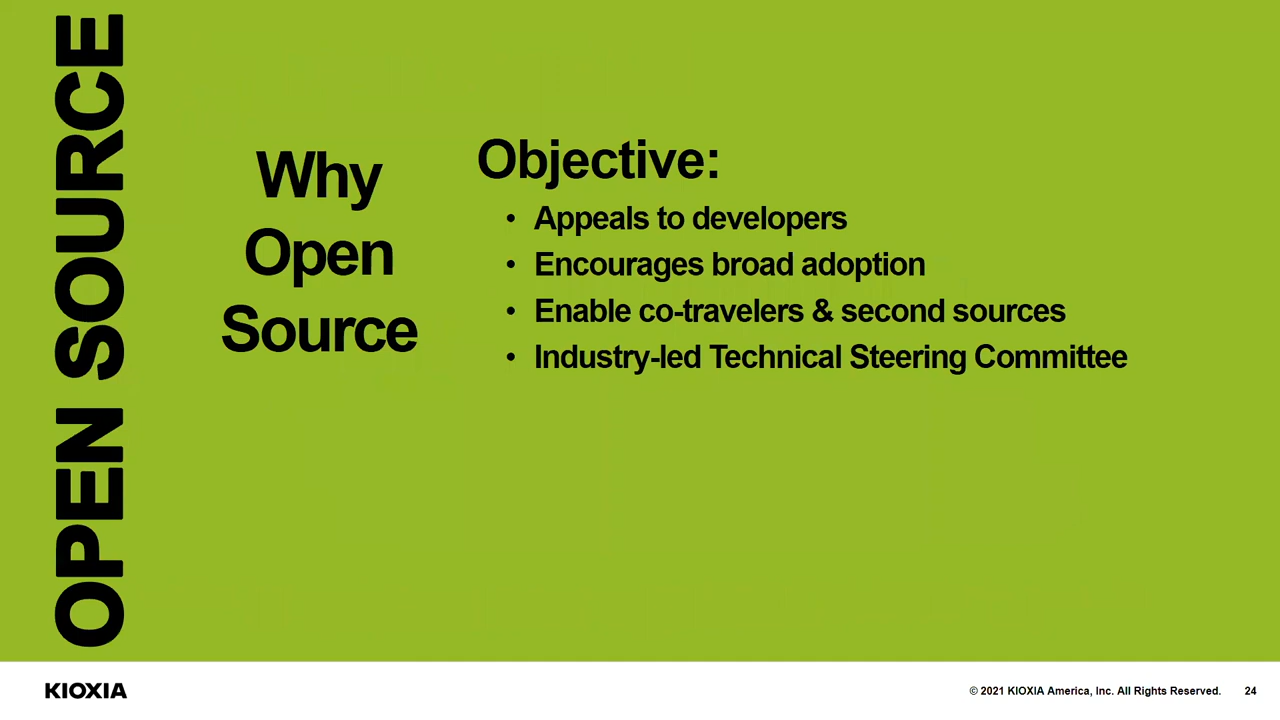 OPEN SOURCE
Why
Open
Source
Objective:
• Appeals to developers
• Encourages broad adoption
• Enable co-travelers & second sources
• Industry-led Technical Steering Committee
KIOXIA
© 2021 KIOXIA America, Inc. All Rights Reserved.
24